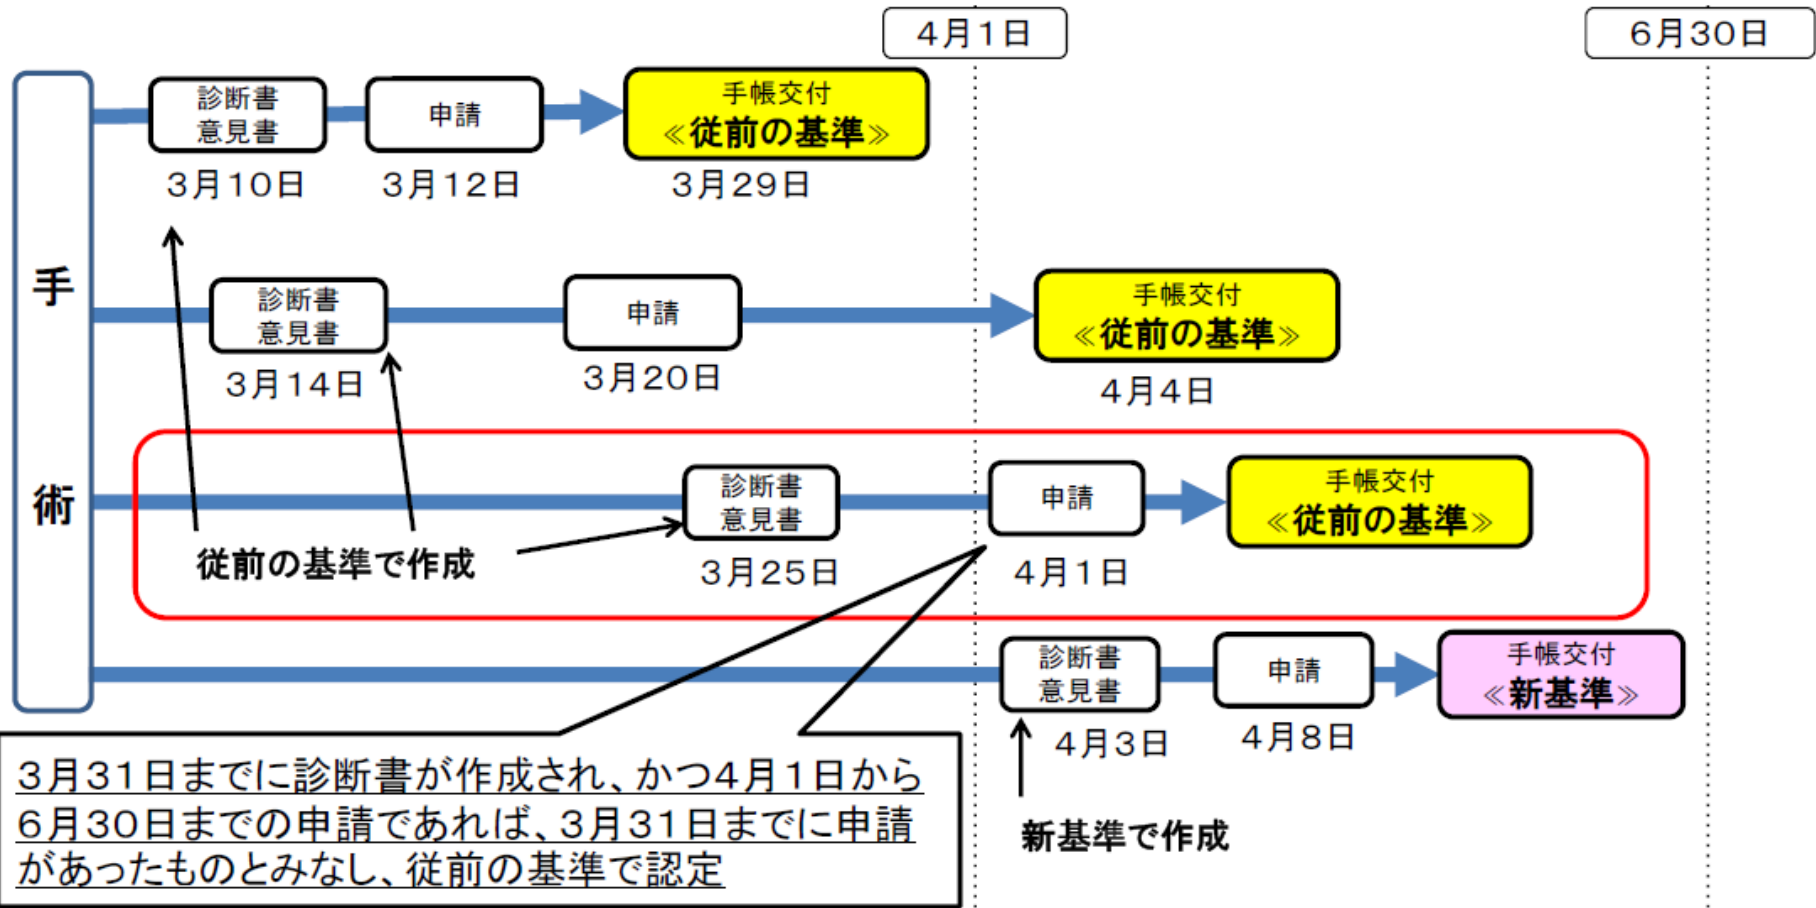 4月1日
6月30日
手
術
診断書
意見書
申請
手帳交付
≪従前の基準≫
3月10日
3月12日
3月29日
診断書
意見書
申請
手帳交付
≪従前の基準≫
3月14日
3月20日
4月4日
診断書
意見書
申請
手帳交付
≪従前の基準≫
従前の基準で作成
3月25日
4月1日
診断書
意見書
申請
手帳交付
≪新基準≫
4月3日
4月8日
新基準で作成
3月31日までに診断書が作成され、かつ4月1日から
6月30日までの申請であれば、3月31日までに申請
があったものとみなし、従前の基準で認定